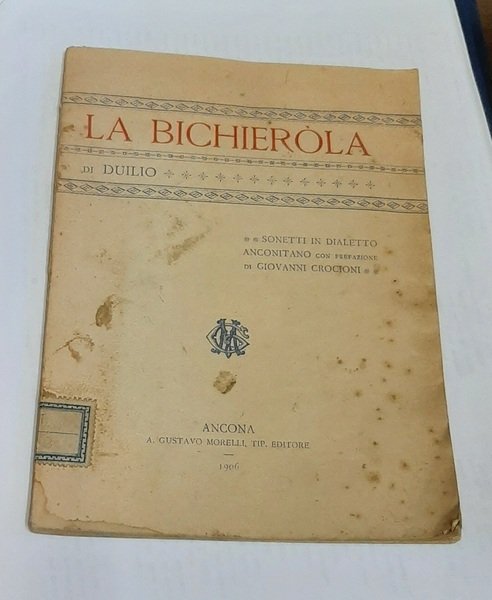 LA BICHIERÒLA
DI DUILIO
SONETTI IN DIALETTO
ANCONITANO CON PREFAZIONE
DI GIOVANNI CROCIONI
ANCONA
A. GUSTAVO MORELLI, TIP. EDITORE
1906